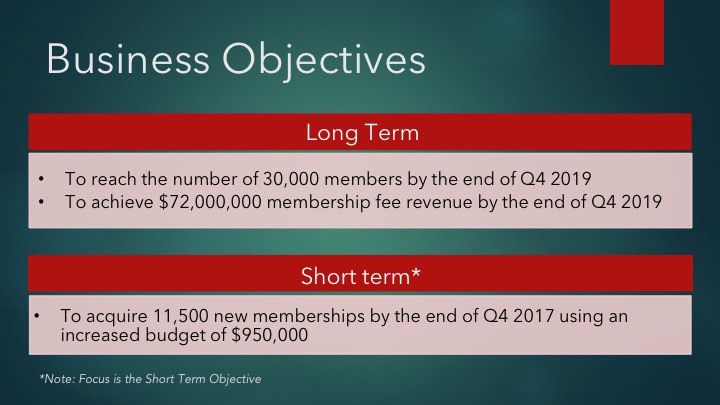 Business Objectives
Long Term
• To reach the number of 30,000 members by the end of Q4 2019
• To achieve $72,000,000 membership fee revenue by the end of Q4 2019
Short term*
• To acquire 11,500 new memberships by the end of Q4 2017 using an
increased budget of $950,000
*Note: Focus is the Short Term Objective